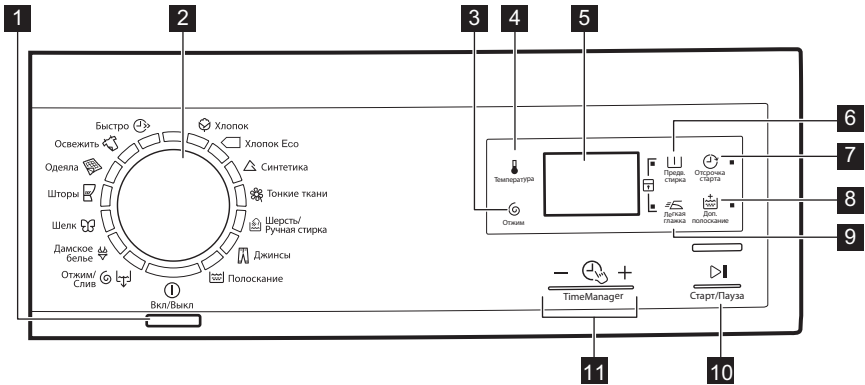 1
2
3
4
5
6
7
8
9
10
11
Быстро
Освежить
Одеяла
Шторы
Шелк
Дамское
белье
Отжим/
Слив
Вкл/Выкл
Хлопок
Хлопок Eco
Синтетика
Тонкие ткани
Шерсть/
Ручная стирка
Джинсы
Полоскание
Температура
Отжим
Предв.
стирка
Отсрочка
старта
Легкая
глажка
Доп.
полоскание
− +
TimeManager
Старт/Пауза